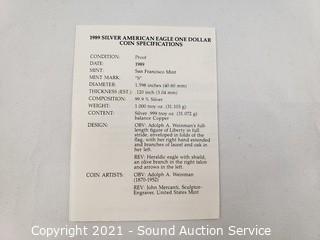 1989 SILVER AMERICAN EAGLE ONE DOLLAR
COIN SPECIFICATIONS
CONDITION: Proof
DATE: 1989
MINT: San Francisco Mint
MINT MARK: "S"
DIAMETER: 1.598 inches (40.60 mm)
THICKNESS (EST.): .120 inch (3.04 mm)
COMPOSITION: 99.9 % Silver
WEIGHT: 1.000 troy oz. (31.103 g)
CONTENT: Silver .999 troy oz. (31.072 g)
balance Copper
DESIGN: OBV: Adolph A. Weinman's full-
length figure of Liberty in full
stride, enveloped in folds of the
flag, with her right hand extended
and branches of laurel and oak in
her left.
REV: Heraldic eagle with shield,
an olive branch in the right talon
and arrows in the left.
COIN ARTISTS: OBV: Adolph A. Weinman
(1870-1952)
REV: John Mercanti, Sculptor-
Engraver, United States Mint
Copyright 2021 - Sound Auction Service